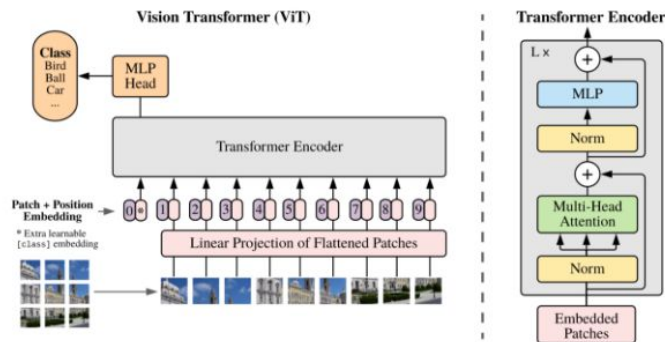 Vision Transformer (ViT)
Class
Bird
Ball
Car
...
MLP
Head
Transformer Encoder
Patch + Position
Embedding
0 * 1 2 3 4 5 6 7 8 9
* Extra learnable
[class] embedding
Linear Projection of Flattened Patches
Transformer Encoder
L x
+
MLP
Norm
+
Multi-Head
Attention
Norm
Embedded
Patches